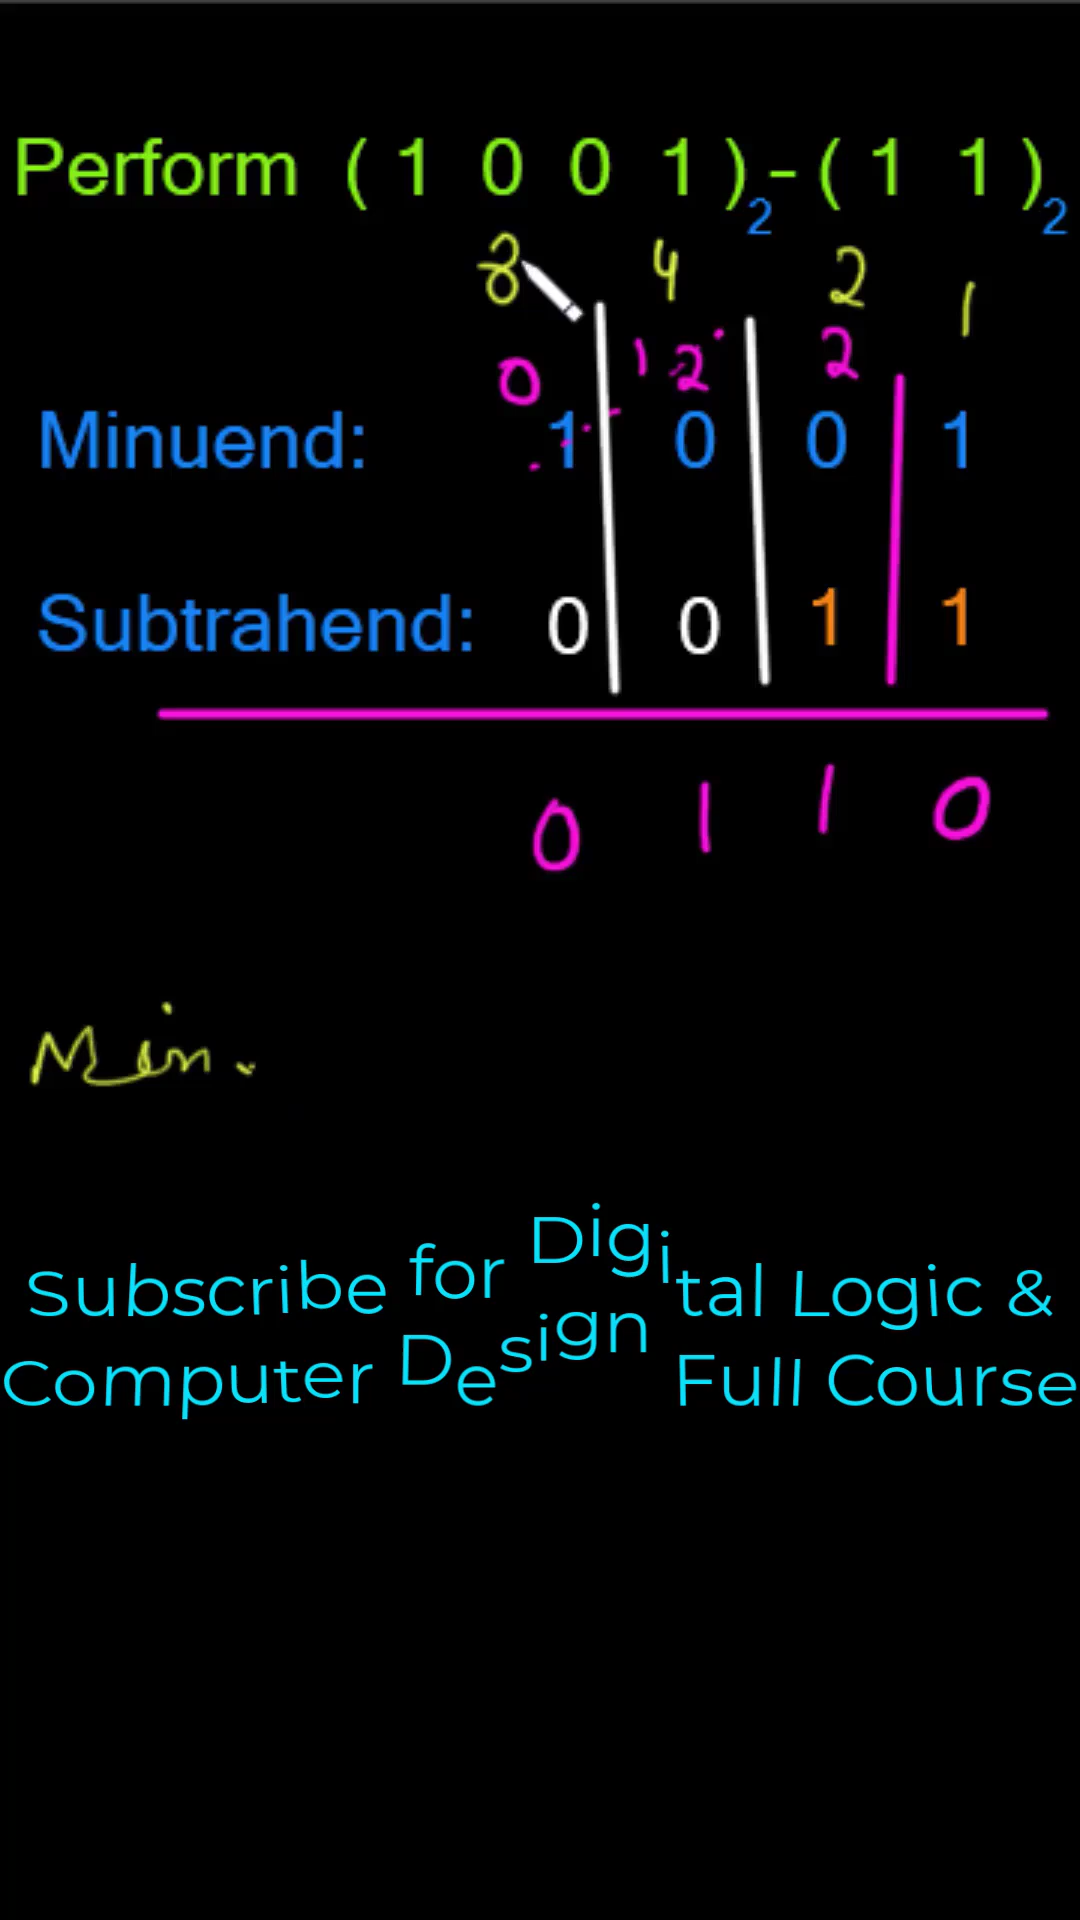 Perform ( 1 0 0 1 )2 - ( 1 1 )2
8 4 2 1
0 1 2 2
Minuend: 1 0 0 1
Subtrahend: 0 0 1 1
0 1 1 0
Min.
Subscribe for Digital Logic &
Computer Design Full Course